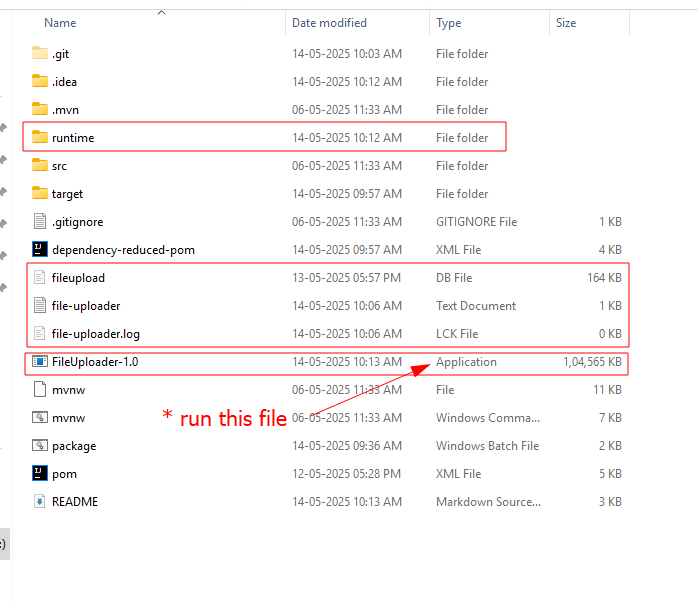 Name Date modified Type Size
.git 14-05-2025 10:03 AM File folder
.idea 14-05-2025 10:12 AM File folder
.mvn 06-05-2025 11:33 AM File folder
runtime 14-05-2025 10:12 AM File folder
src 06-05-2025 11:33 AM File folder
target 14-05-2025 09:57 AM File folder
.gitignore 06-05-2025 11:33 AM GITIGNORE File 1 KB
dependency-reduced-pom 14-05-2025 09:57 AM XML File 4 KB
fileupload 13-05-2025 05:57 PM DB File 164 KB
file-uploader 14-05-2025 10:06 AM Text Document 1 KB
file-uploader.log 14-05-2025 10:06 AM LCK File 0 KB
FileUploader-1.0 14-05-2025 10:13 AM Application 1,04,565 KB
mvnw 06-05-2025 11:33 AM File 11 KB
mvnw 06-05-2025 11:33 AM Windows Comma... 7 KB
* run this file
package 14-05-2025 09:36 AM Windows Batch File 2 KB
pom 12-05-2025 05:28 PM XML File 5 KB
README 14-05-2025 10:13 AM Markdown Source... 3 KB
:)